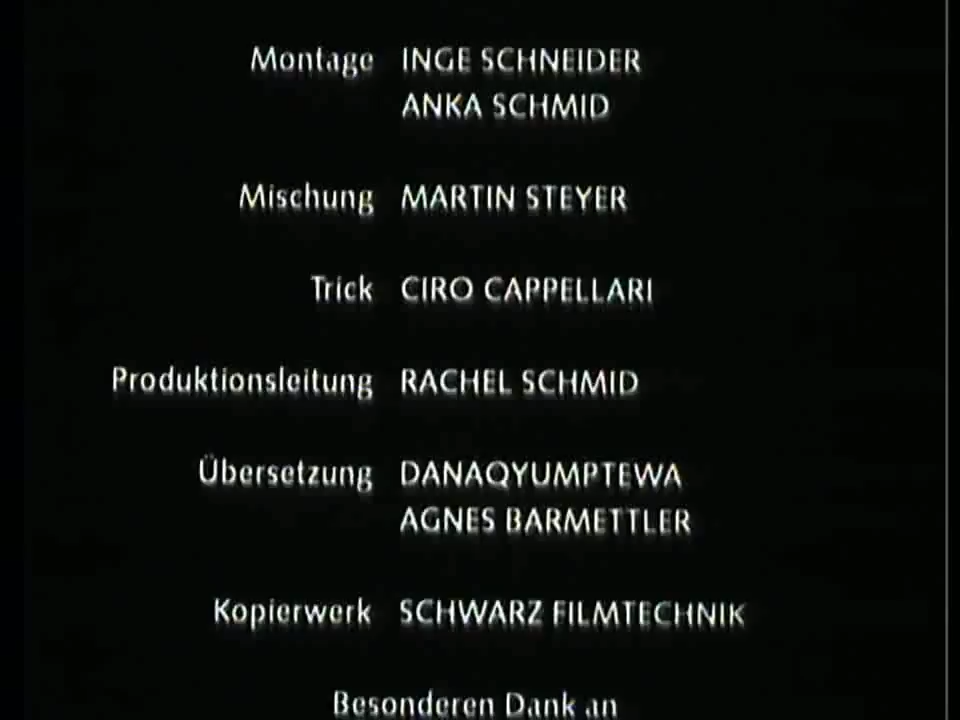 Montage INGE SCHNEIDER
ANKA SCHMID
Mischung MARTIN STEYER
Trick CIRO CAPPELLARI
Produktionsleitung RACHEL SCHMID
Übersetzung DANAQYUMPTEWA
AGNES BARMETTLER
Kopierwerk SCHWARZ FILMTECHNIK
Besonderen Dank an